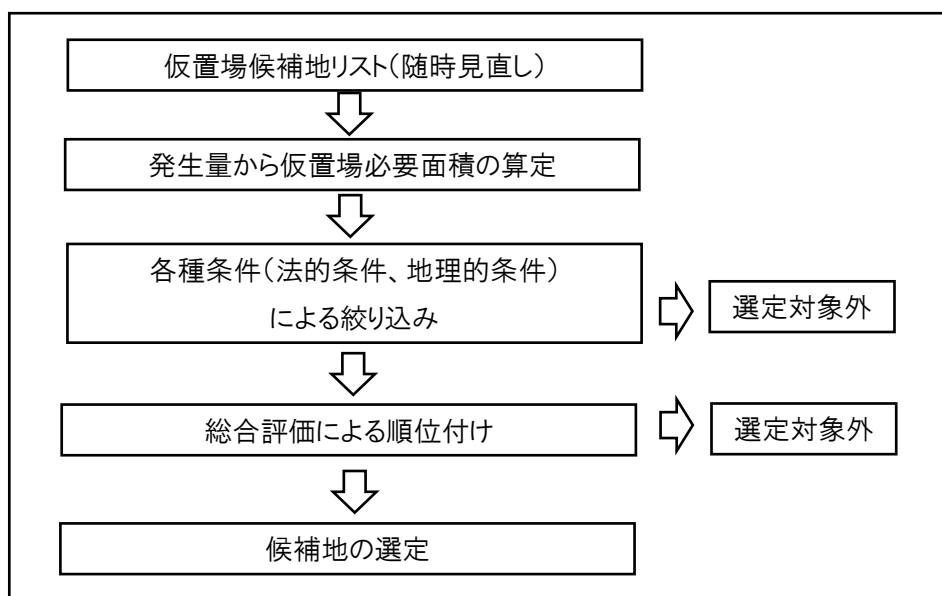 仮置場候補地リスト（随時見直し）
発生量から仮置場必要面積の算定
各種条件（法的条件、地理的条件）
による絞り込み
選定対象外
総合評価による順位付け
選定対象外
候補地の選定